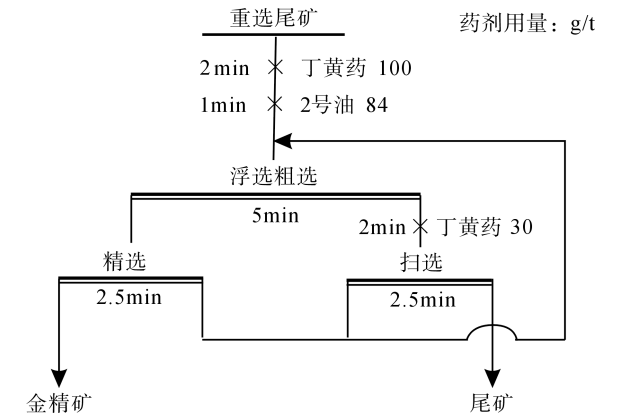 重选尾矿
药剂用量：g/t
2min 丁黄药 100
1min 2号油 84
浮选粗选
5min
2min 丁黄药 30
精选
扫选
2.5min
2.5min
金精矿
尾矿